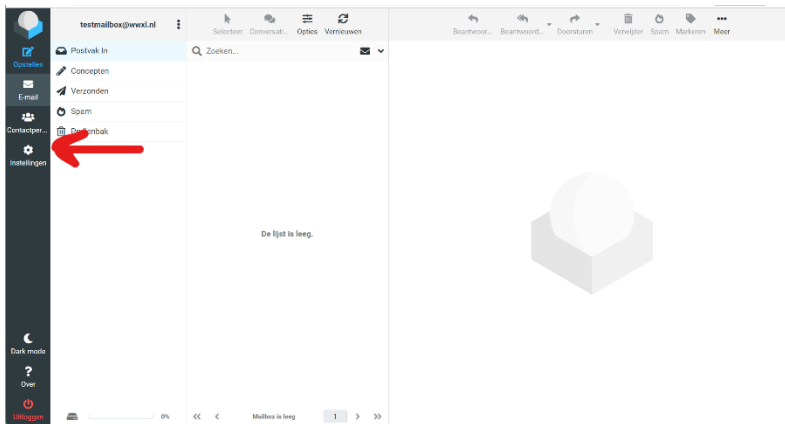 testmailbox@wwxl.nl
Selecteer Conversati... Opties Vernieuwen
Beantwoor... Beantwoord... Doorsturen Verwijder Spam Markeren Meer
Opstellen
E-mail
Contactper...
Instellingen
Dark mode
Over
Uitloggen
Postvak In
Concepten
Verzonden
Spam
0%
Zoeken...
De lijst is leeg.
Mailbox is leeg 1